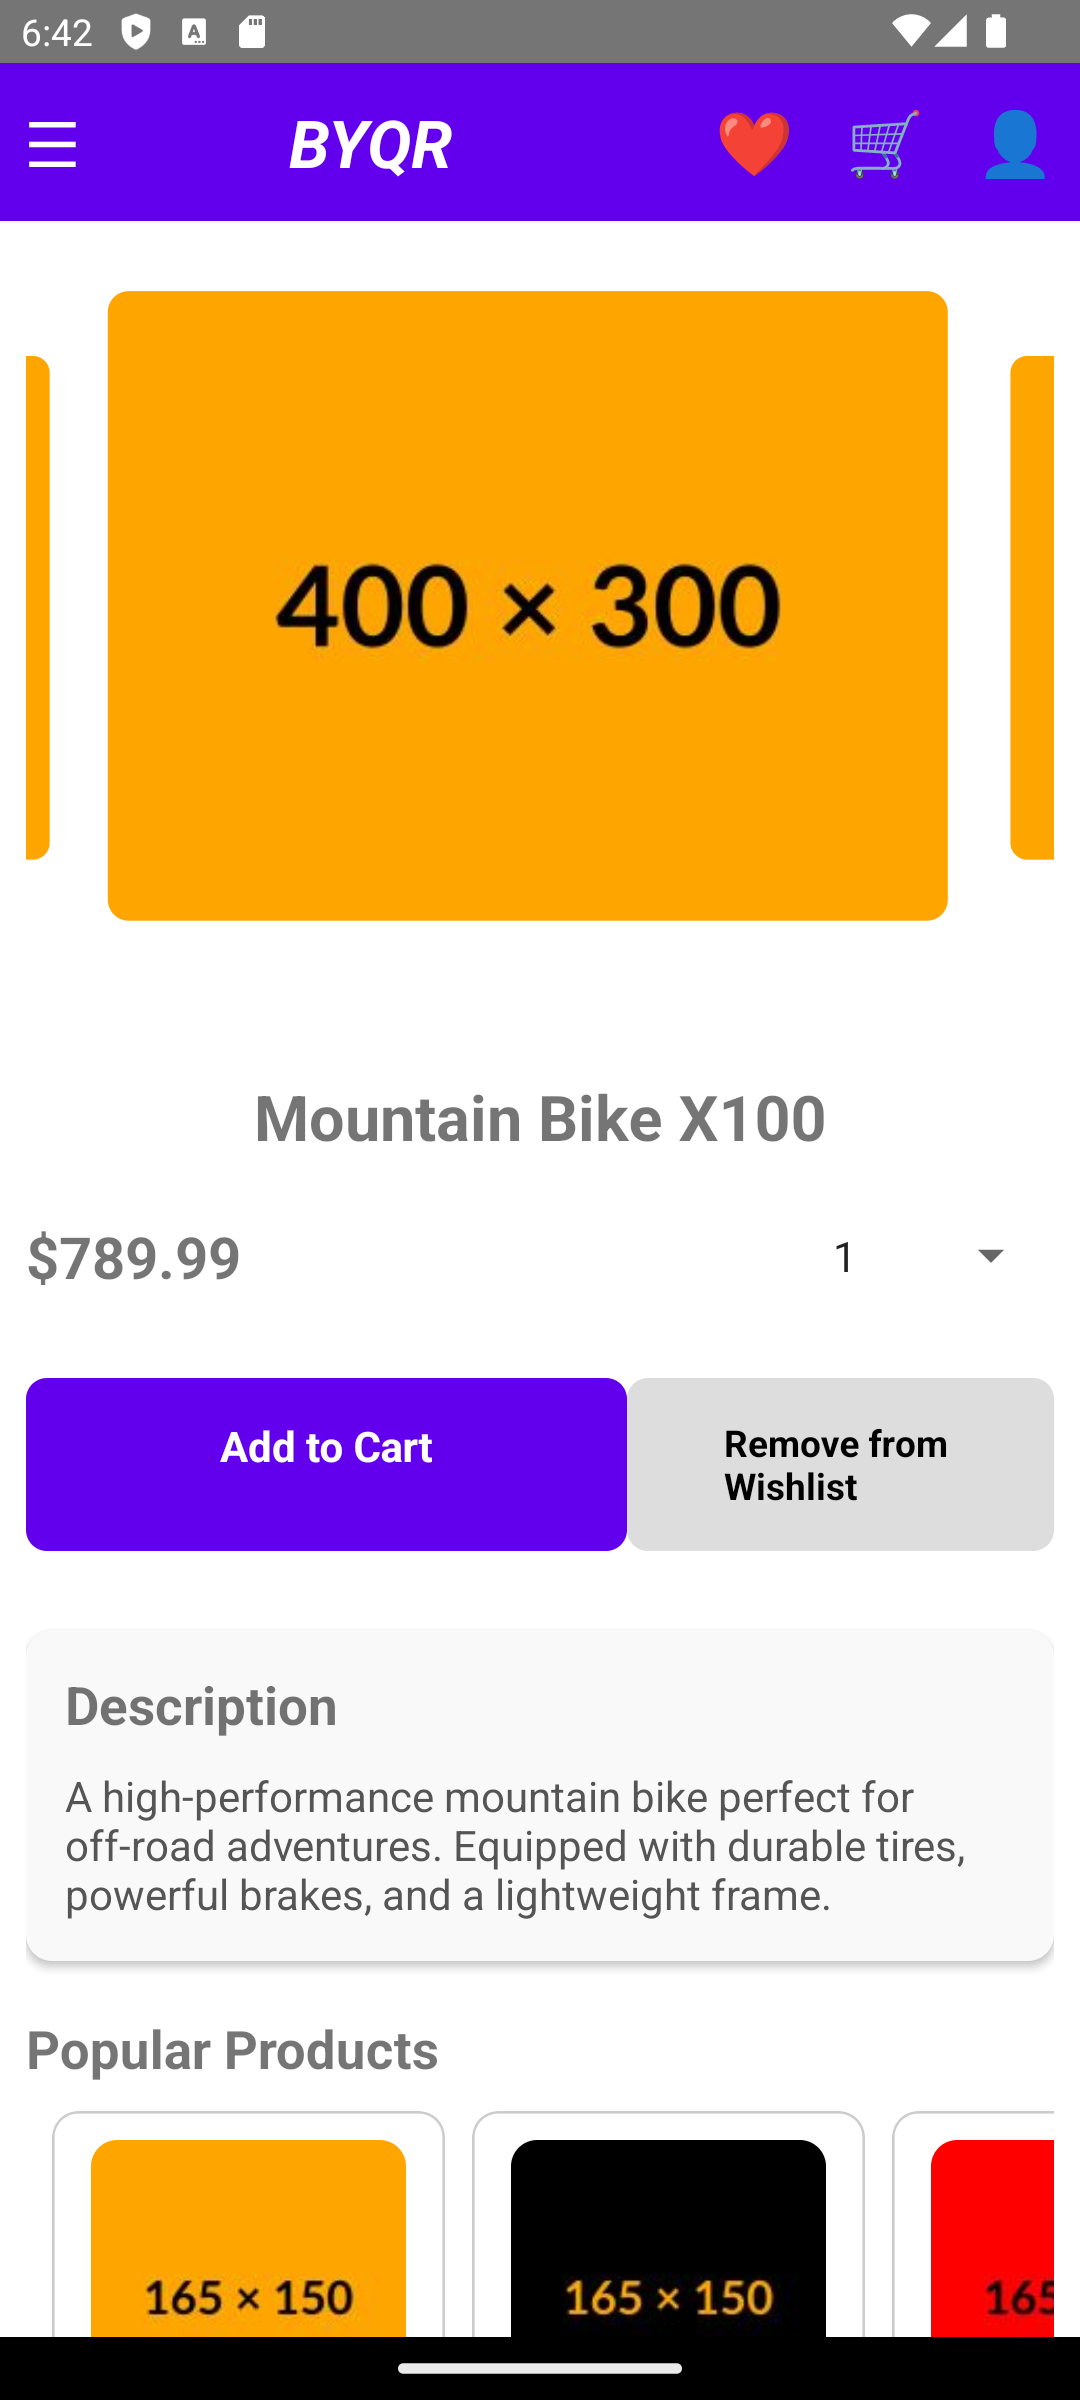 6:42
BYQR
400 × 300
Mountain Bike X100
$789.99
1
Add to Cart
Remove from
Wishlist
Description
A high-performance mountain bike perfect for
off-road adventures. Equipped with durable tires,
powerful brakes, and a lightweight frame.
Popular Products
165 × 150
165 × 150
165